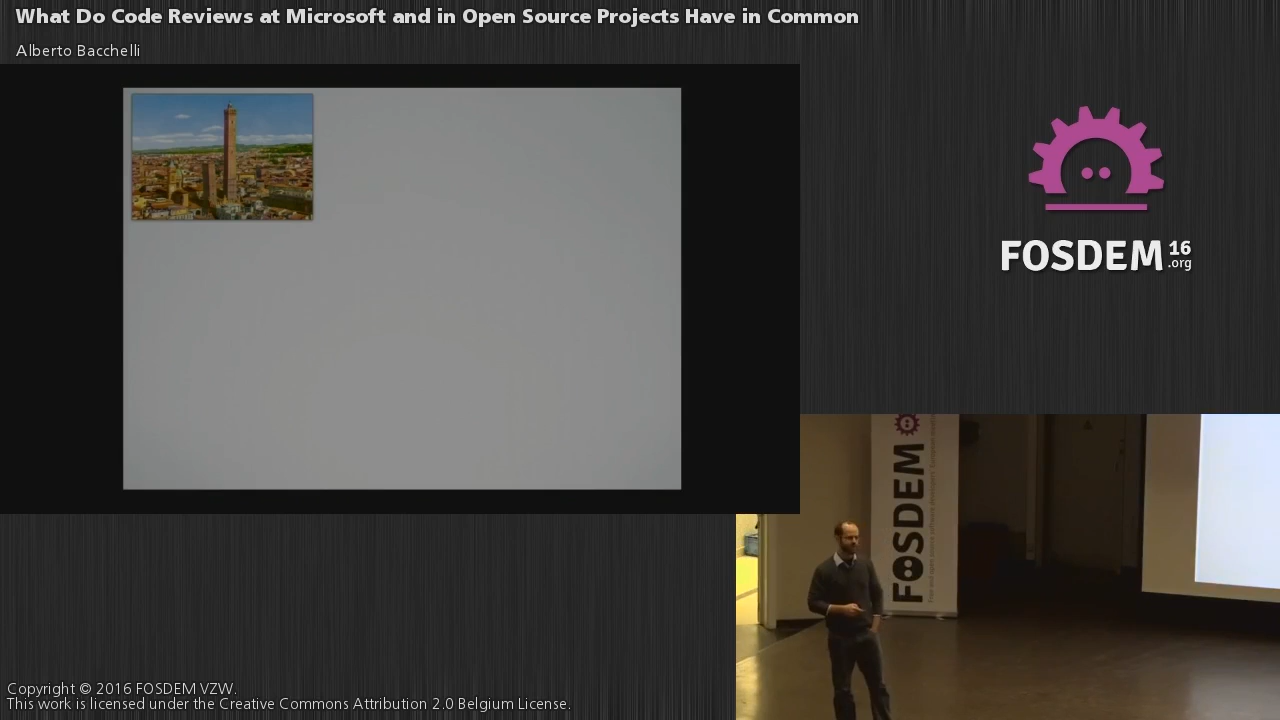 What Do Code Reviews at Microsoft and in Open Source Projects Have in Common
Alberto Bacchelli
FOSDEM 16
.org
FOSDEM
Copyright © 2016 FOSDEM VZW.
This work is licensed under the Creative Commons Attribution 2.0 Belgium License.